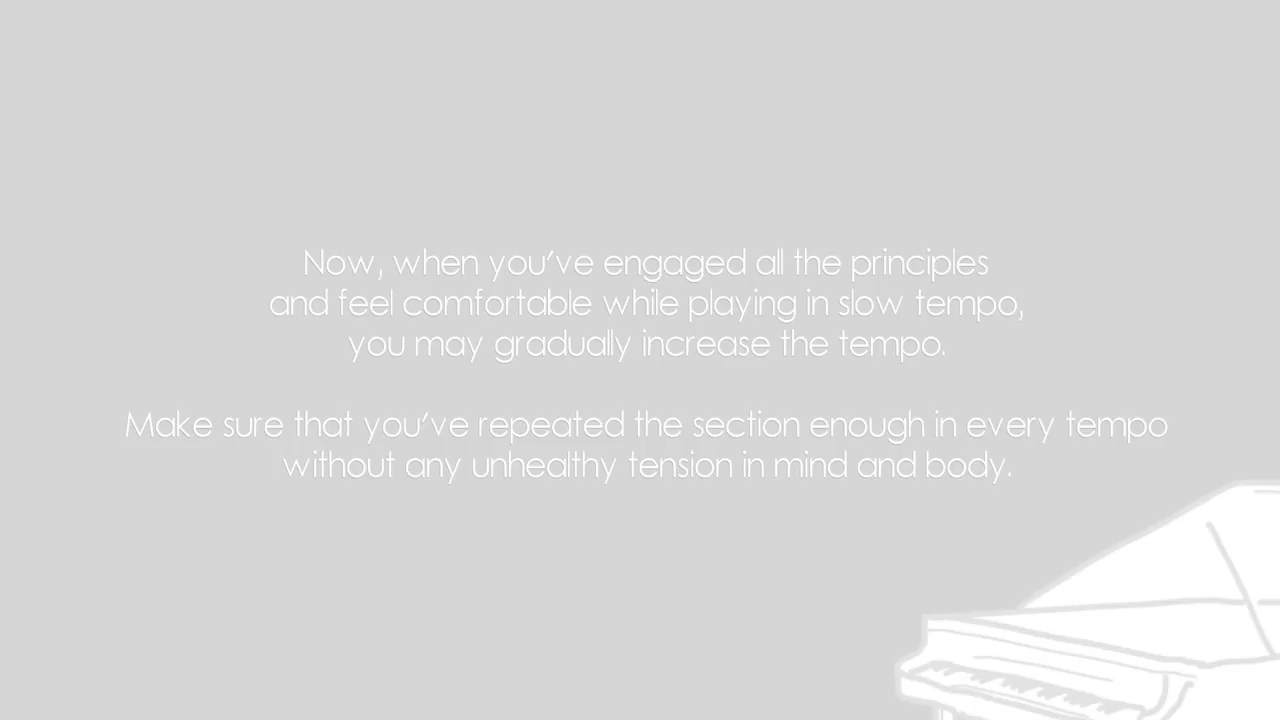 Now, when you've engaged all the principles
and feel comfortable while playing in slow tempo,
you may gradually increase the tempo.
Make sure that you've repeated the section enough in every tempo
without any unhealthy tension in mind and body.